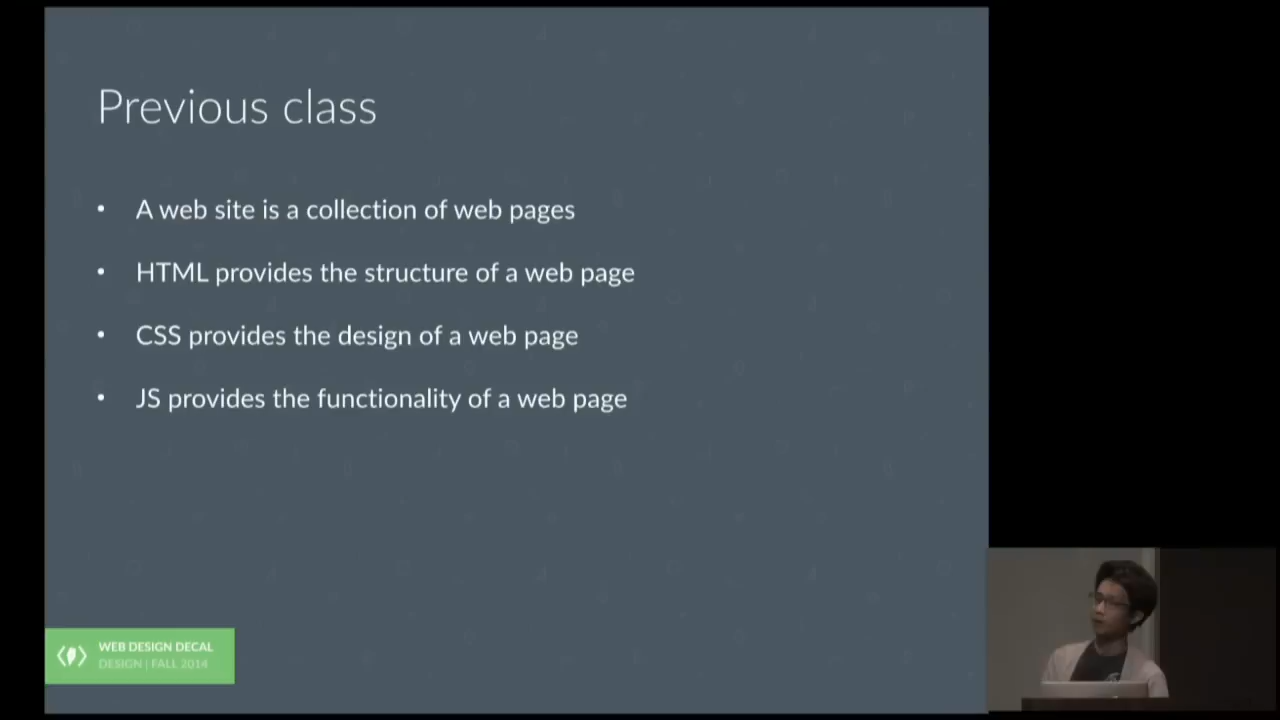 Previous class
• A web site is a collection of web pages
• HTML provides the structure of a web page
• CSS provides the design of a web page
• JS provides the functionality of a web page
WEB DESIGN DECAL
DESIGN | FALL 2014